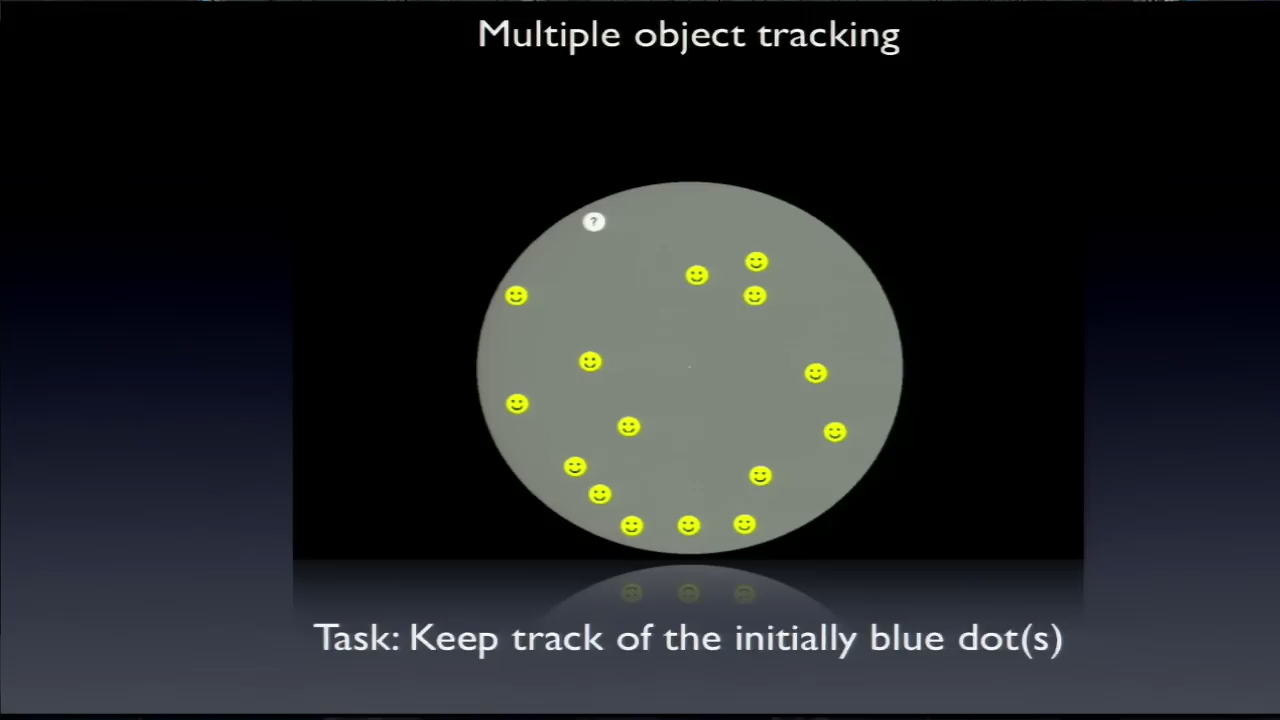 Multiple object tracking
?
Task: Keep track of the initially blue dot(s)